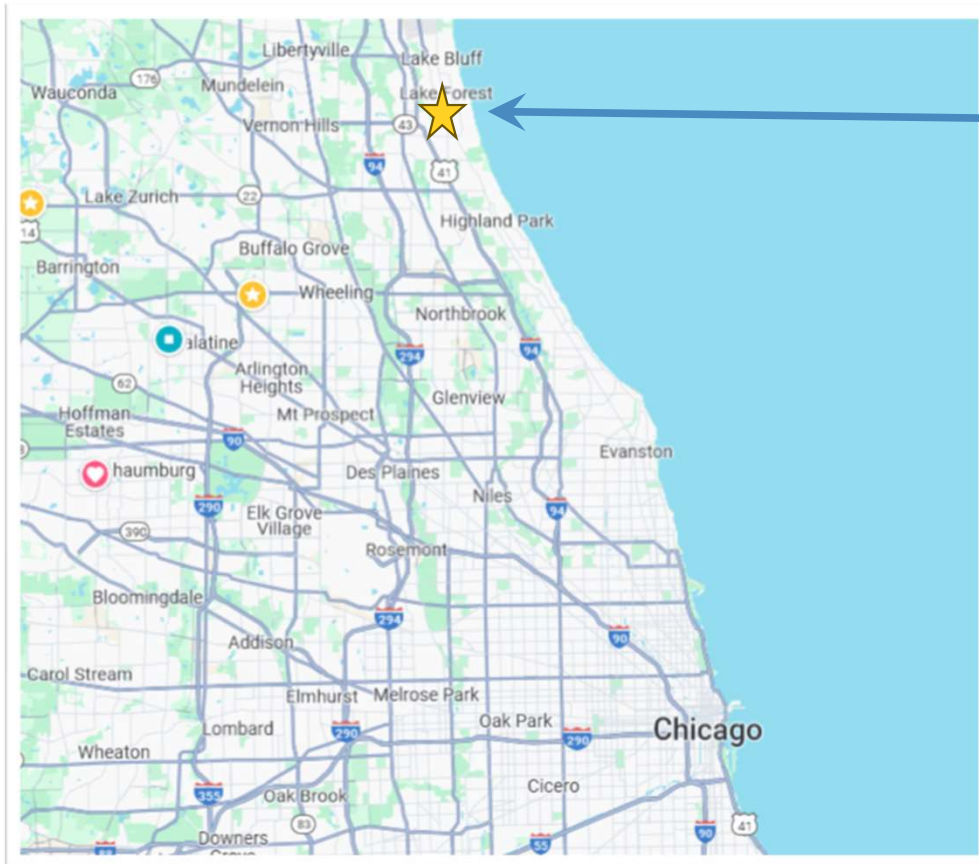 Libertyville
Lake Bluff
176
Mundelein
Wauconda
Lake Forest
Vernon Hills
43
94
41
Lake Zurich
22
14
Highland Park
Buffalo Grove
Barrington
Wheeling
Northbrook
alatine
294
94
Arlington
Heights
62
Glenview
Hoffman
Estates
Mt Prospect
90
Evanston
haumburg
Des Plaines
Niles
290
94
Elk Grove
Village
390
Rosemont
Bloomingdale
294
90
Addison
Carol Stream
Elmhurst
Melrose Park
Oak Park
Lombard
290
290
Chicago
Wheaton
Cicero
355
Oak Brook
83
41
90
Downers
55